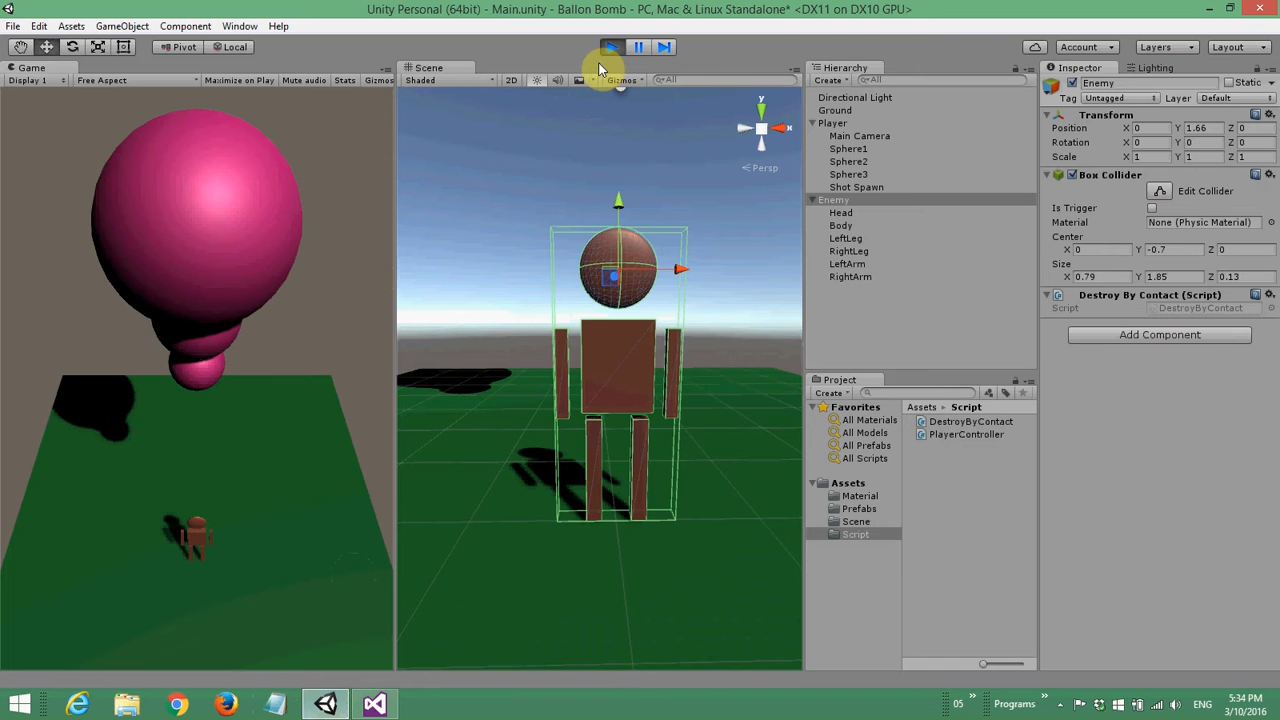 Unity Personal (64bit) - Main.unity - Ballon Bomb - PC, Mac & Linux Standalone* <DX11 on DX10 GPU>
File Edit Assets GameObject Component Window Help
Pivot Local Account Layers Layout
Game
Display 1 Free Aspect Maximize on Play Mute audio Stats Gizmos
Scene
Shaded 2D Gizmos All
y
x
Persp
Hierarchy
Create All
Directional Light
Ground
Player
Main Camera
Sphere1
Sphere2
Sphere3
Shot Spawn
Enemy
Head
Body
LeftLeg
RightLeg
LeftArm
RightArm
Project
Create
Favorites
All Materials
All Models
All Prefabs
All Scripts
Assets
Material
Prefabs
Scene
Script
Assets Script
DestroyByContact
PlayerController
Inspector Lighting
Enemy Static
Tag Untagged Layer Default
Transform
Position X 0 Y 1.66 Z 0
Rotation X 0 Y 0 Z 0
Scale X 1 Y 1 Z 1
Box Collider
Edit Collider
Is Trigger
Material None (Physic Material)
Center
X 0 Y -0.7 Z 0
Size
X 0.79 Y 1.85 Z 0.13
Destroy By Contact (Script)
Script DestroyByContact
Add Component
05 » Programs » ENG 5:34 PM
3/10/2016